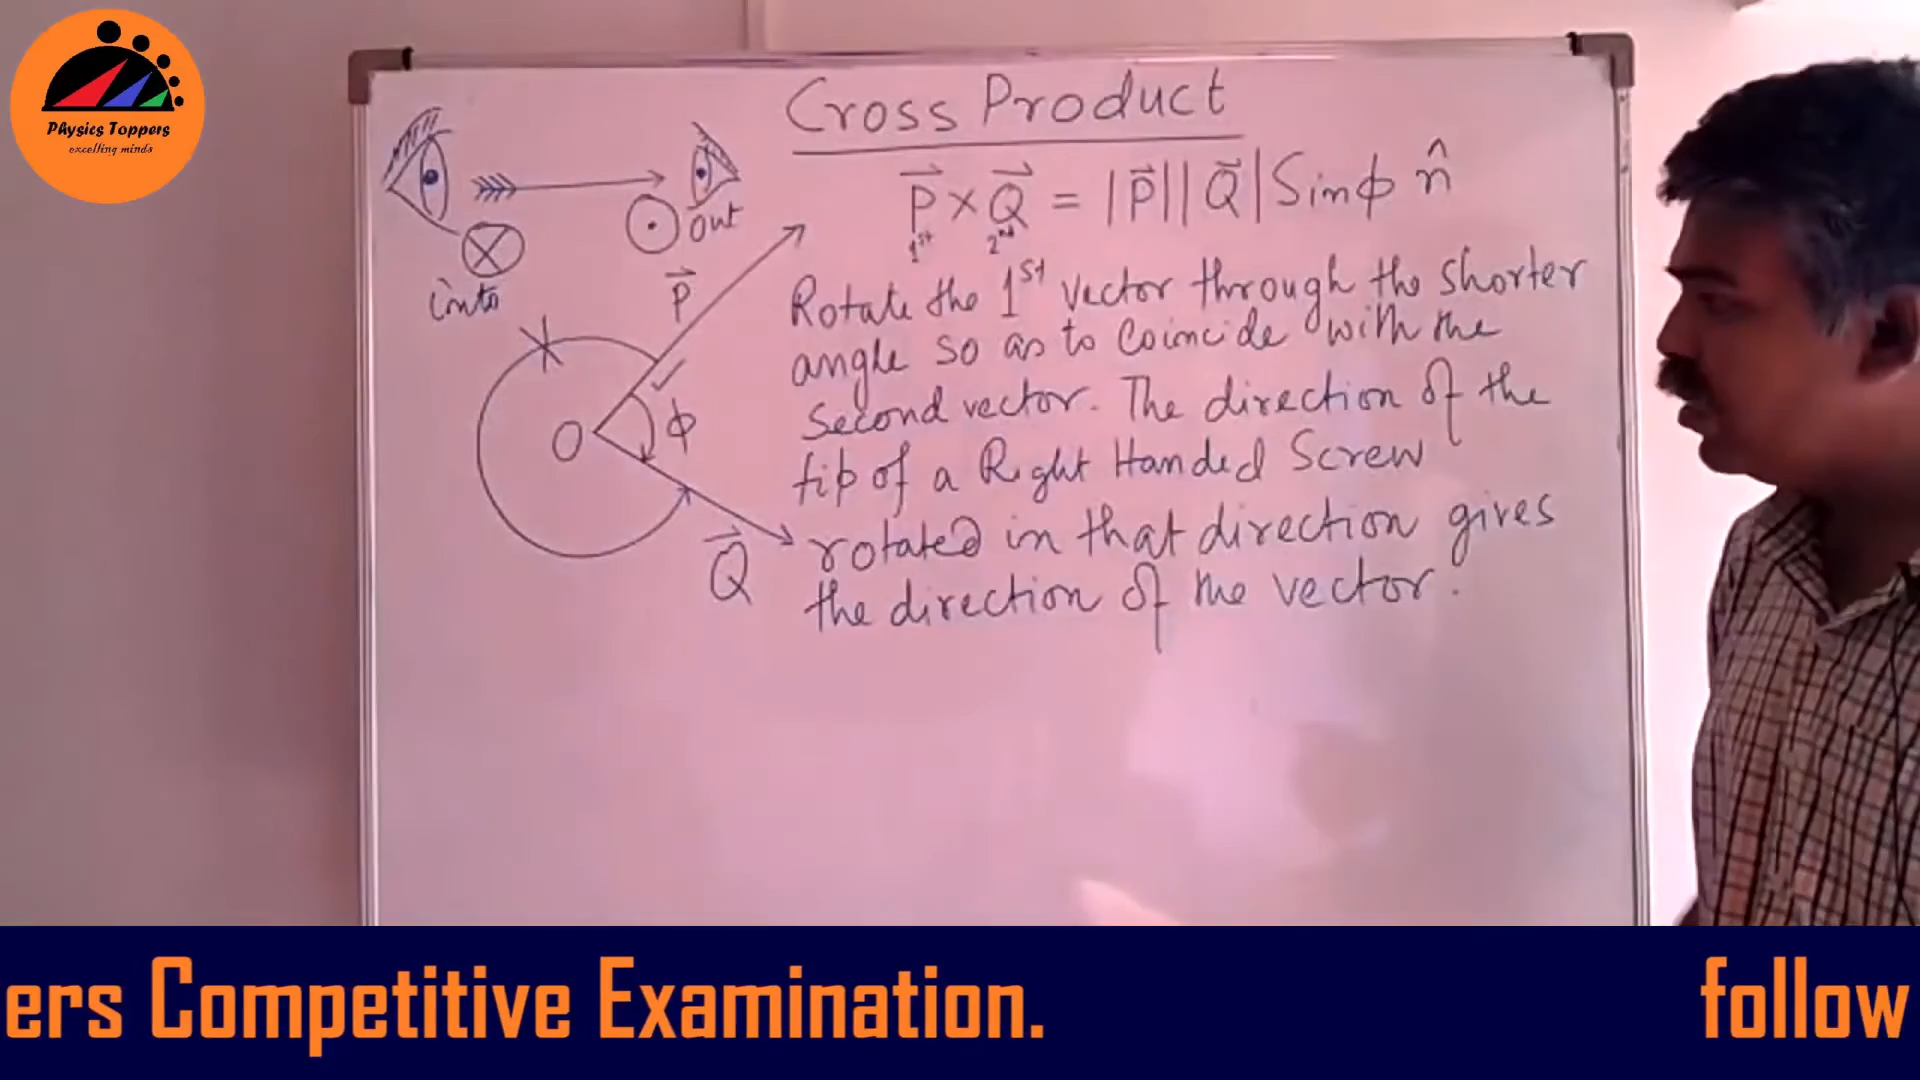 Physics Toppers
excelling minds
Cross Product
P⃗ × Q⃗ = |P⃗||Q⃗| Sinϕ n̂
1st 2nd
out
into
P⃗
O
ϕ
Q⃗
Rotate the 1st vector through the shorter
angle so as to coincide with the
second vector. The direction of the
tip of a Right Handed Screw
rotated in that direction gives
the direction of the vector.
ers Competitive Examination.
follow